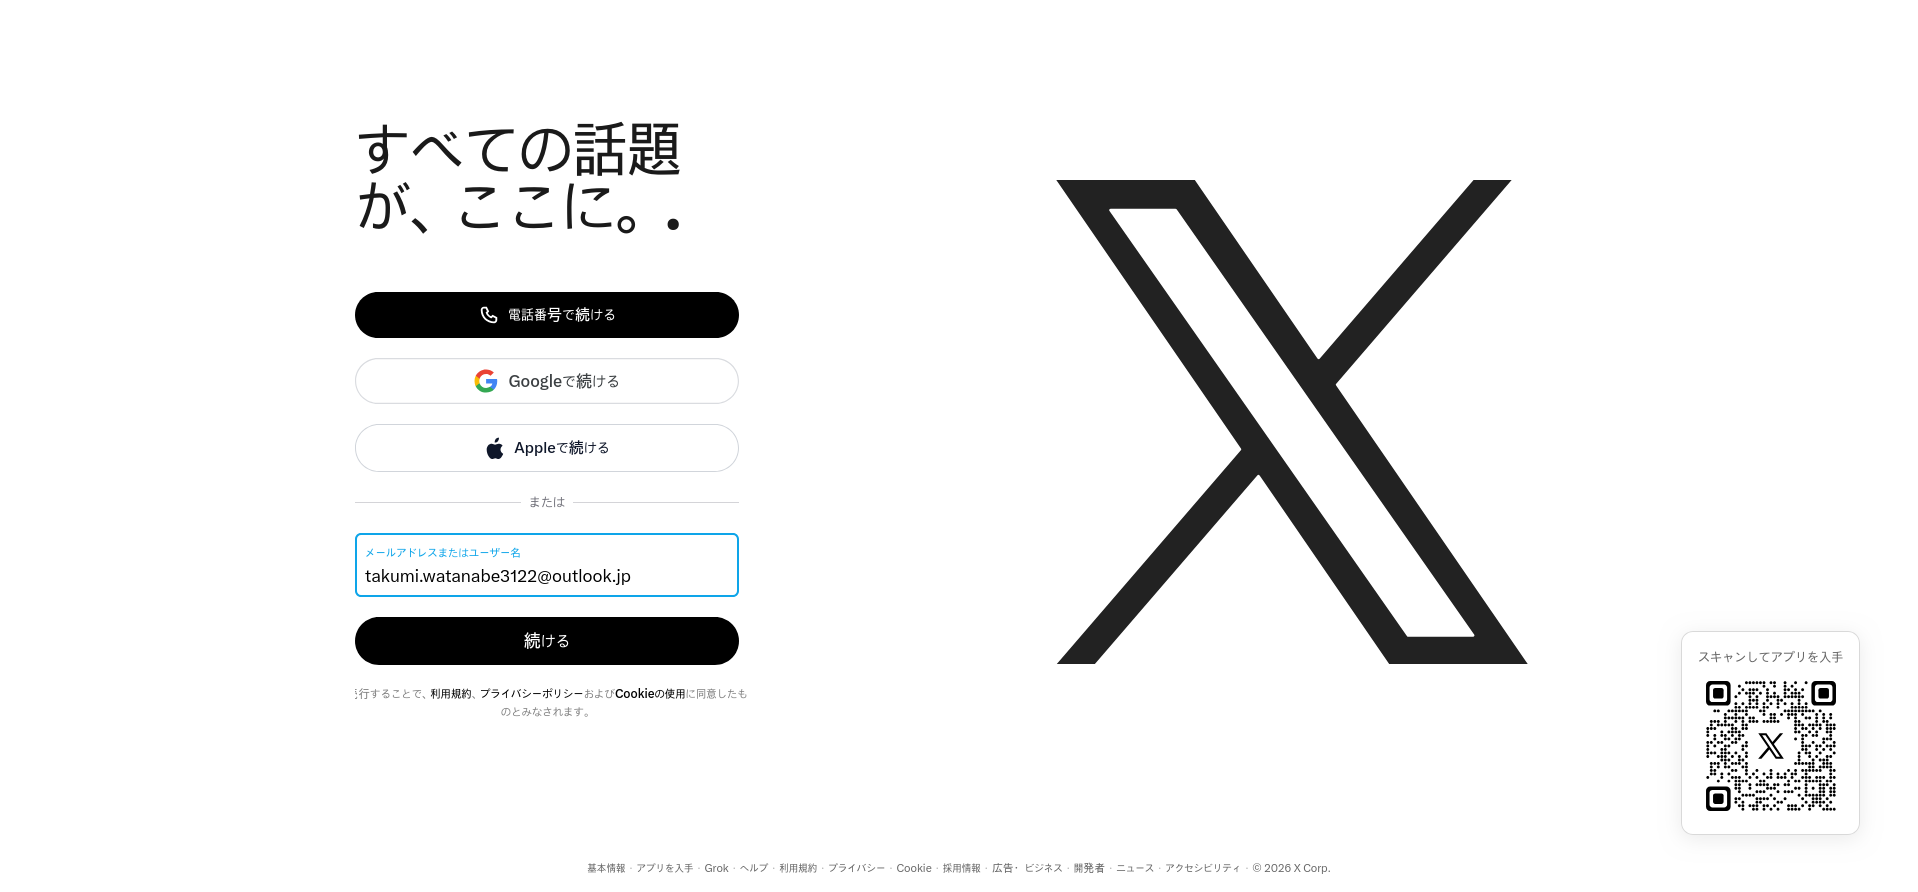 すべての話題
が、ここに。.
電話番号で続ける
Googleで続ける
Appleで続ける
または
メールアドレスまたはユーザー名
takumi.watanabe3122@outlook.jp
続ける
行することで、利用規約、プライバシーポリシーおよびCookieの使用に同意したも
のとみなされます。
スキャンしてアプリを入手
基本情報 · アプリを入手 · Grok · ヘルプ · 利用規約 · プライバシー · Cookie · 採用情報 · 広告 · ビジネス · 開発者 · ニュース · アクセシビリティ · © 2026 X Corp.